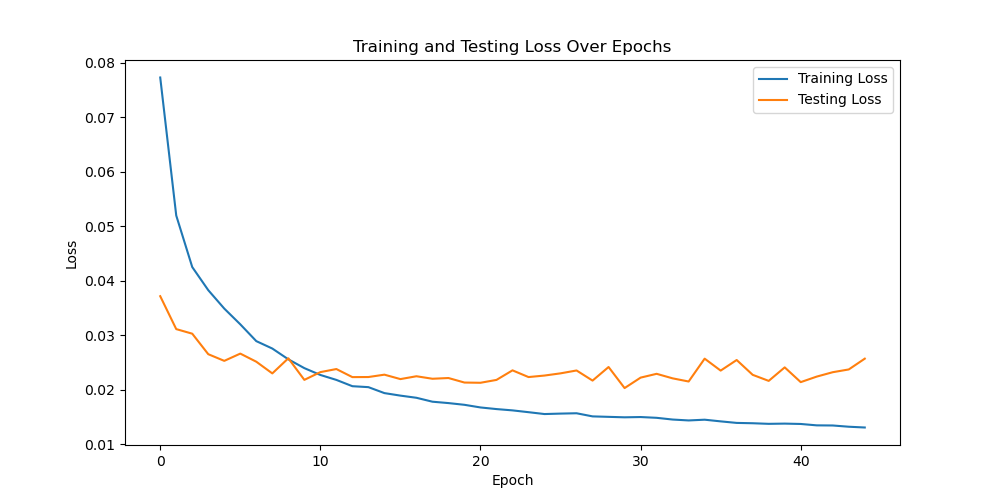 Training and Testing Loss Over Epochs
Training Loss
Testing Loss
0.08
0.07
0.06
0.05
0.04
0.03
0.02
0.01
Loss
0 10 20 30 40
Epoch